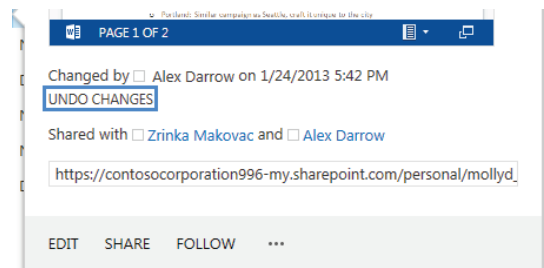 Portland: Similar campaign as Seattle, craft it unique to the city
PAGE 1 OF 2
Changed by Alex Darrow on 1/24/2013 5:42 PM
UNDO CHANGES
Shared with Zrinka Makovac and Alex Darrow
https://contosocorporation996-my.sharepoint.com/personal/mollyd_
EDIT SHARE FOLLOW ...